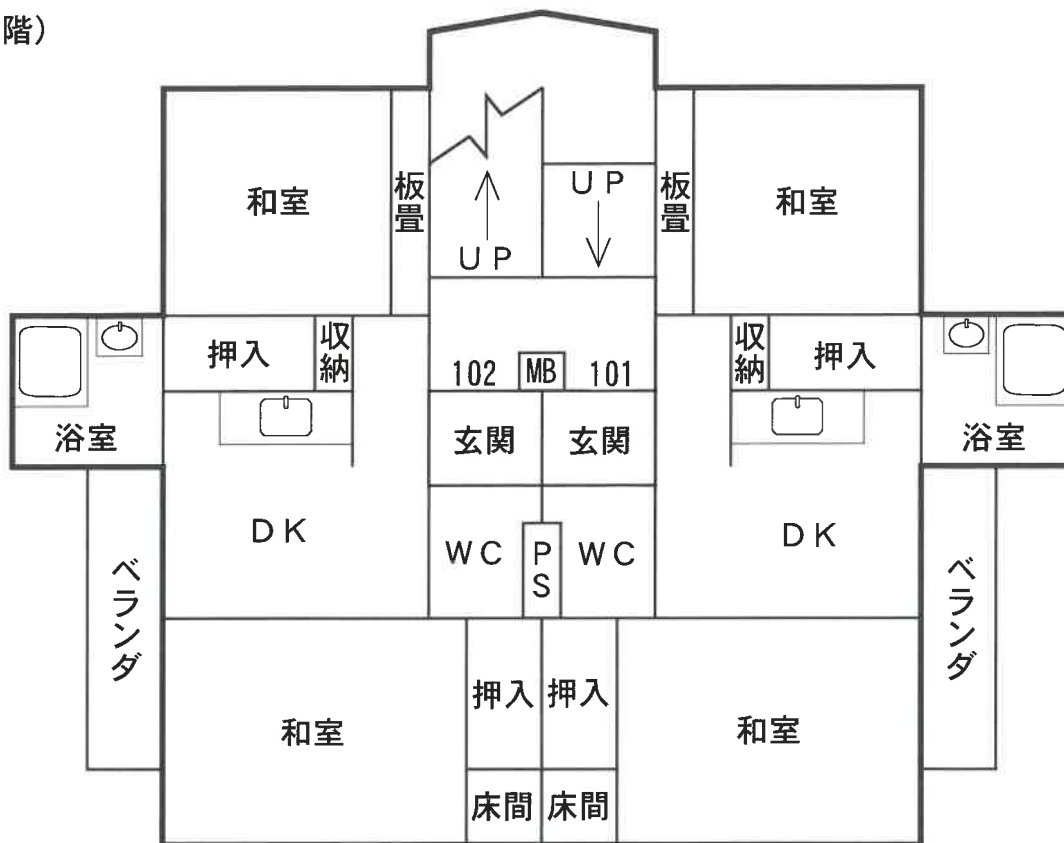 階）
和室
板畳
UP
UP
板畳
和室
押入
収納
102
MB
101
収納
押入
浴室
玄関
玄関
浴室
DK
WC
PS
WC
DK
ベランダ
ベランダ
和室
押入
押入
和室
床間
床間